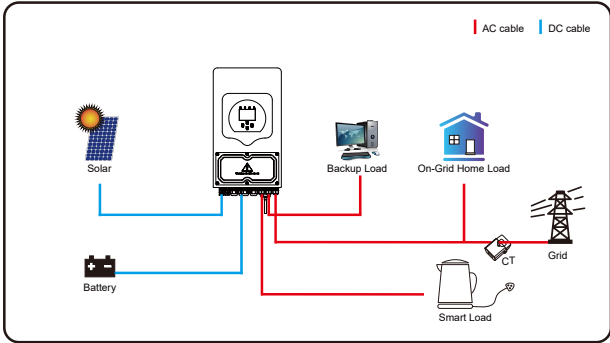 AC cable
DC cable
Solar
Backup Load
On-Grid Home Load
CT
Grid
Battery
Smart Load